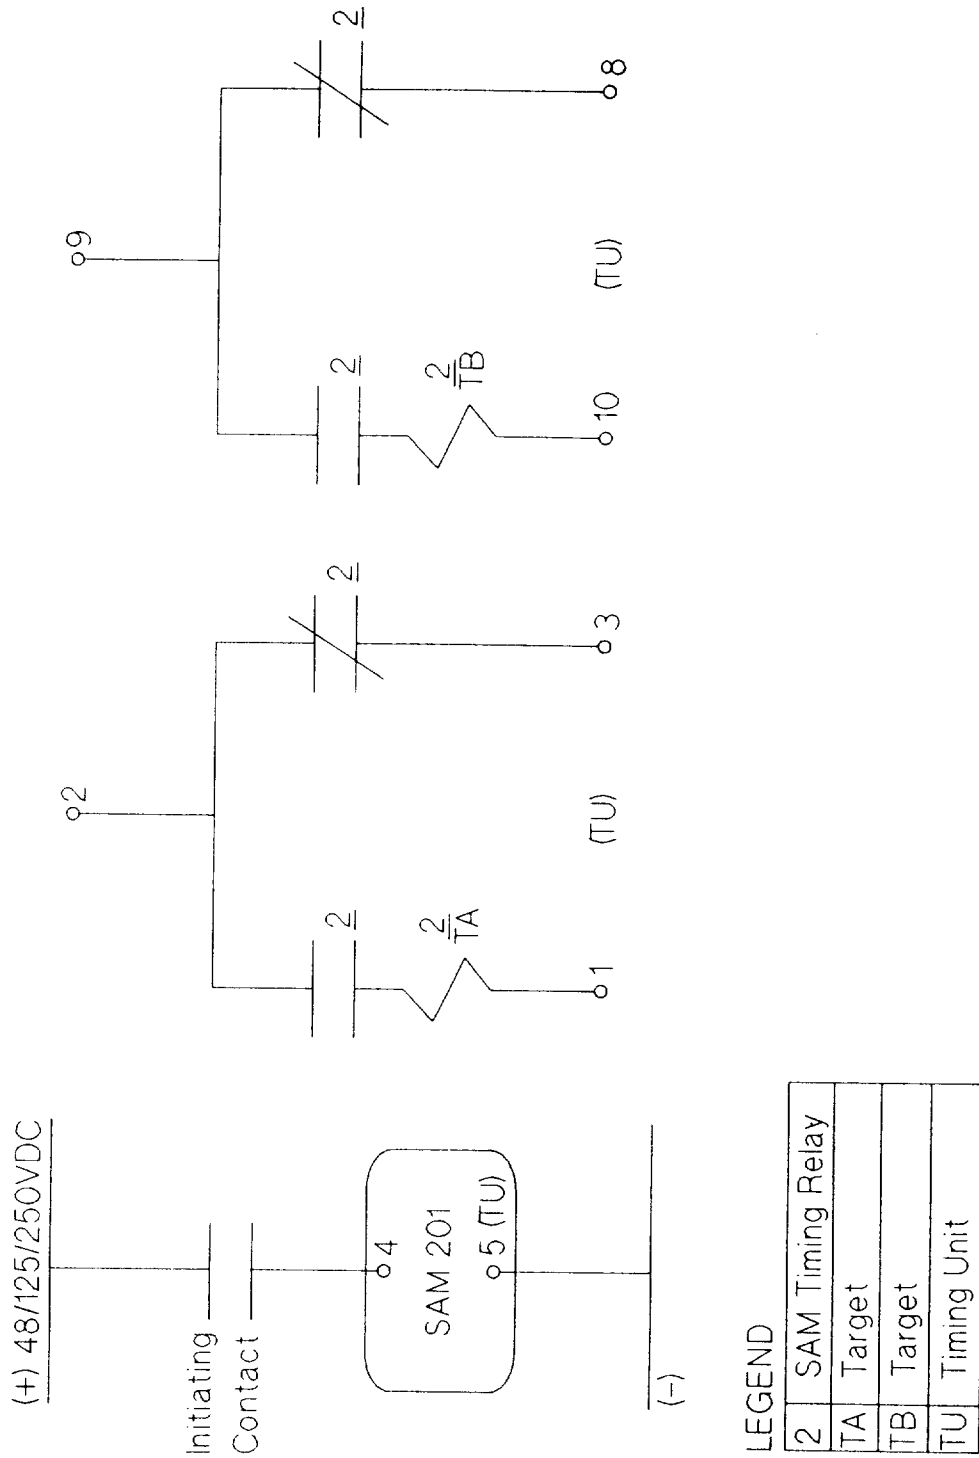 (+) 48/125/250VDC
Initiating
Contact
4
SAM 201
5 (TU)
(-)
2
2
2
2
TA
1
3
(TU)
9
2
2
2
TB
10
8
(TU)
LEGEND
2 SAM Timing Relay
TA Target
TB Target
TU Timing Unit